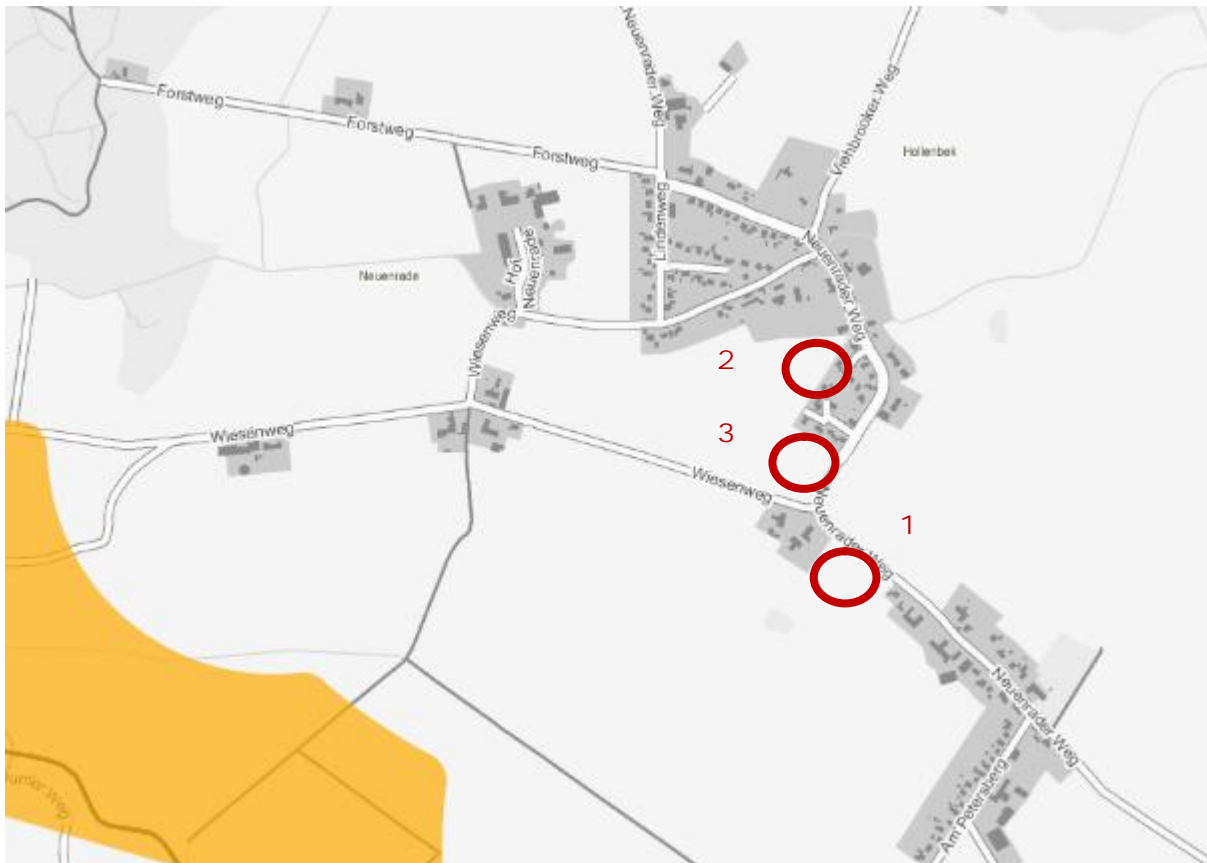 Neuenrader Weg
Forstweg
Forstweg
Forstweg
Viehbrooker Weg
Hollenbek
Lindenweg
Neuenrader Weg
Hof
Neuenrade
Neuenrade
Wiesenweg
2
3
Wiesenweg
Wiesenweg
1
Neuenrader Weg
Neuenrader Weg
Am Petersberg